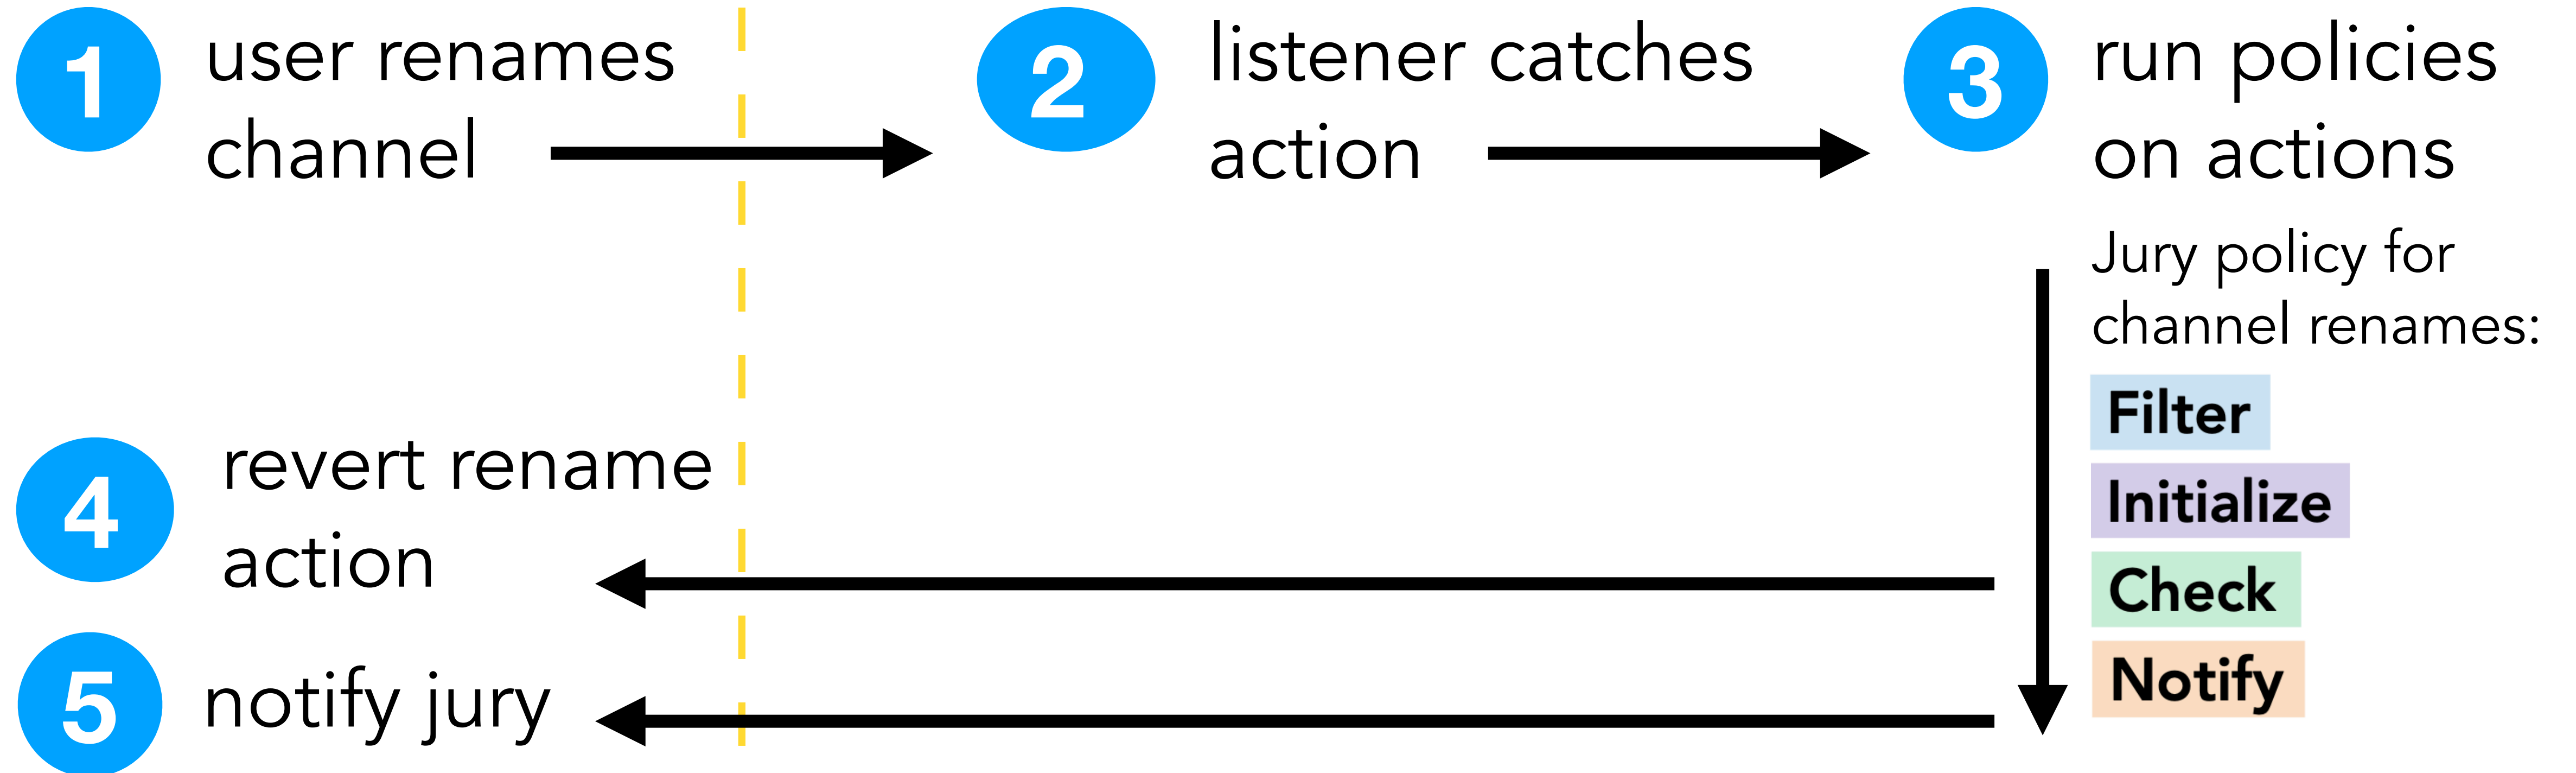 1
user renames
channel
2
listener catches
action
3
run policies
on actions
Jury policy for
channel renames:
Filter
Initialize
Check
Notify
4
revert rename
action
5
notify jury